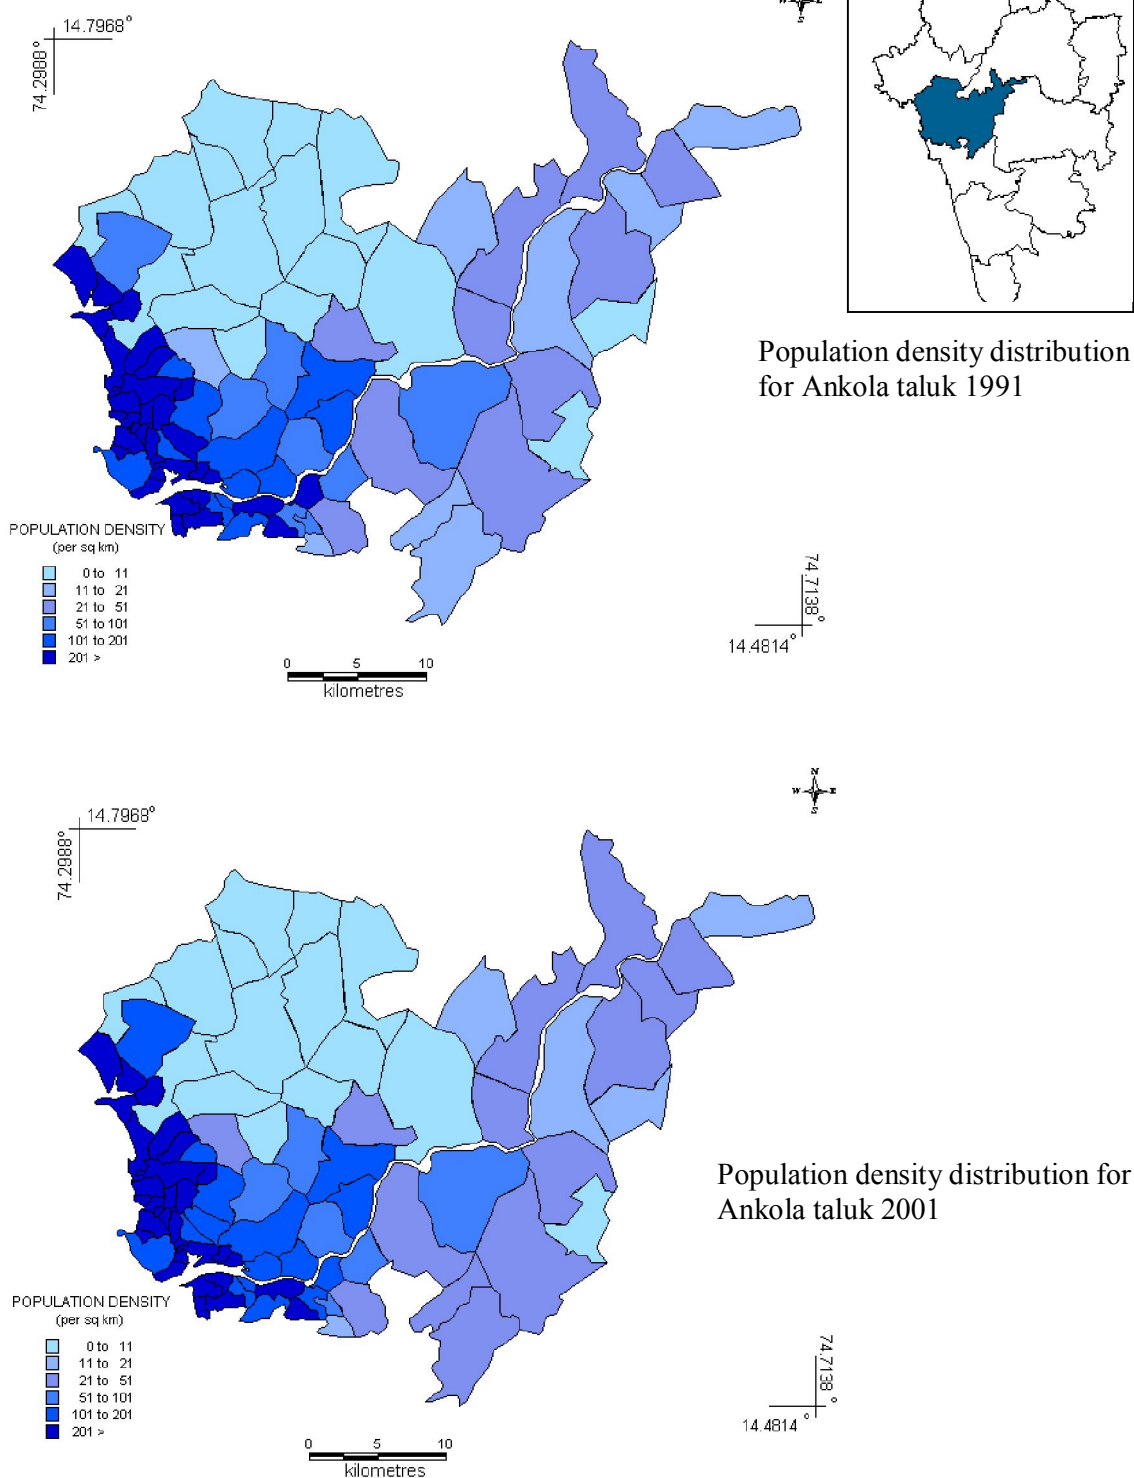 14.7968°
74.2988°
W
S
Population density distribution
for Ankola taluk 1991
POPULATION DENSITY
(per sq km)
0 to 11
11 to 21
21 to 51
51 to 101
101 to 201
201 >
0 5 10
kilometres
74.7138°
14.4814°
N
W E
S
14.7968°
74.2988°
Population density distribution for
Ankola taluk 2001
POPULATION DENSITY
(per sq km)
0 to 11
11 to 21
21 to 51
51 to 101
101 to 201
201 >
0 5 10
kilometres
74.7138°
14.4814°